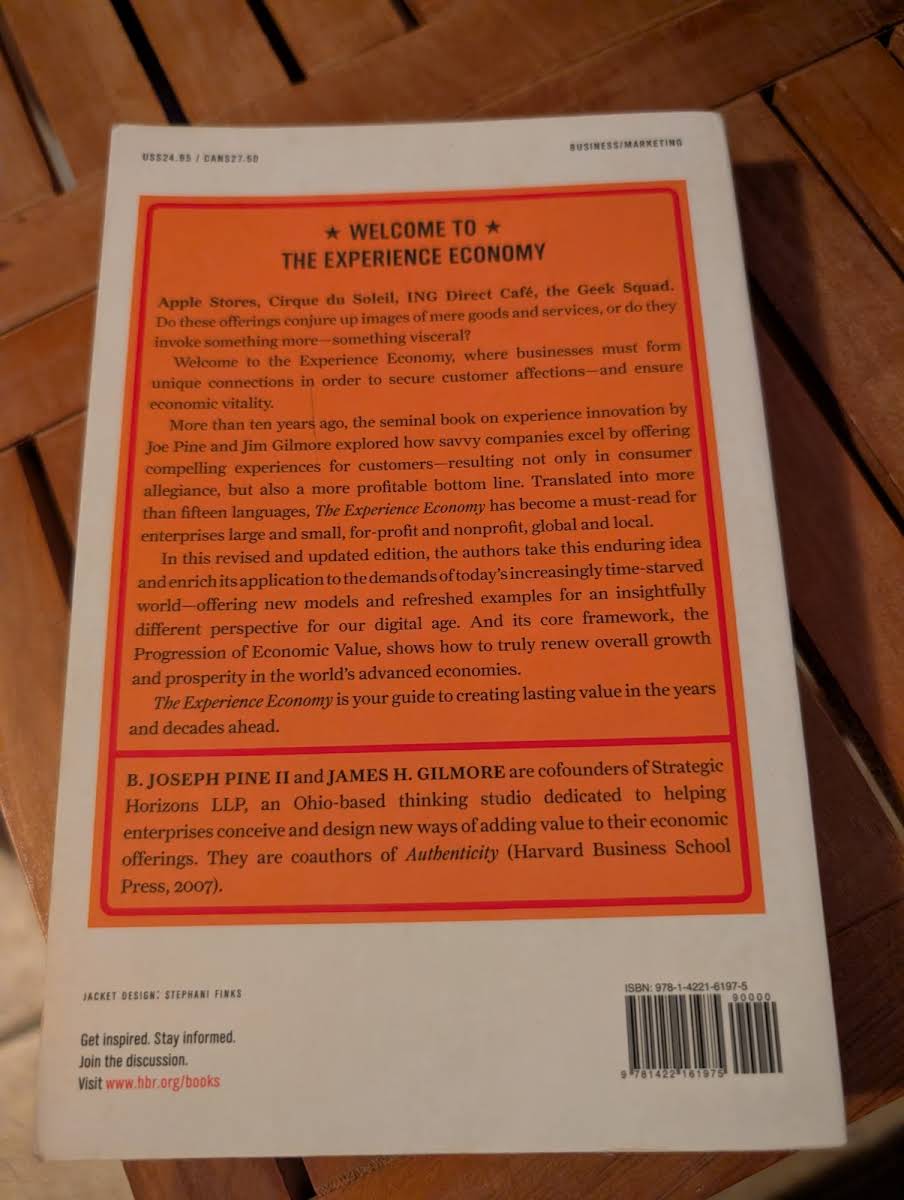 US$24.95 / CAN$27.50
BUSINESS/MARKETING
★ WELCOME TO ★
THE EXPERIENCE ECONOMY
Apple Stores, Cirque du Soleil, ING Direct Café, the Geek Squad.
Do these offerings conjure up images of mere goods and services, or do they
invoke something more—something visceral?
Welcome to the Experience Economy, where businesses must form
unique connections in order to secure customer affections—and ensure
economic vitality.
More than ten years ago, the seminal book on experience innovation by
Joe Pine and Jim Gilmore explored how savvy companies excel by offering
compelling experiences for customers—resulting not only in consumer
allegiance, but also a more profitable bottom line. Translated into more
than fifteen languages, The Experience Economy has become a must-read for
enterprises large and small, for-profit and nonprofit, global and local.
In this revised and updated edition, the authors take this enduring idea
and enrich its application to the demands of today's increasingly time-starved
world—offering new models and refreshed examples for an insightfully
different perspective for our digital age. And its core framework, the
Progression of Economic Value, shows how to truly renew overall growth
and prosperity in the world's advanced economies.
The Experience Economy is your guide to creating lasting value in the years
and decades ahead.
B. JOSEPH PINE II and JAMES H. GILMORE are cofounders of Strategic
Horizons LLP, an Ohio-based thinking studio dedicated to helping
enterprises conceive and design new ways of adding value to their economic
offerings. They are coauthors of Authenticity (Harvard Business School
Press, 2007).
JACKET DESIGN: STEPHANI FINKS
Get inspired. Stay informed.
Join the discussion.
Visit www.hbr.org/books
ISBN: 978-1-4221-6197-5
90000
9 781422 161975